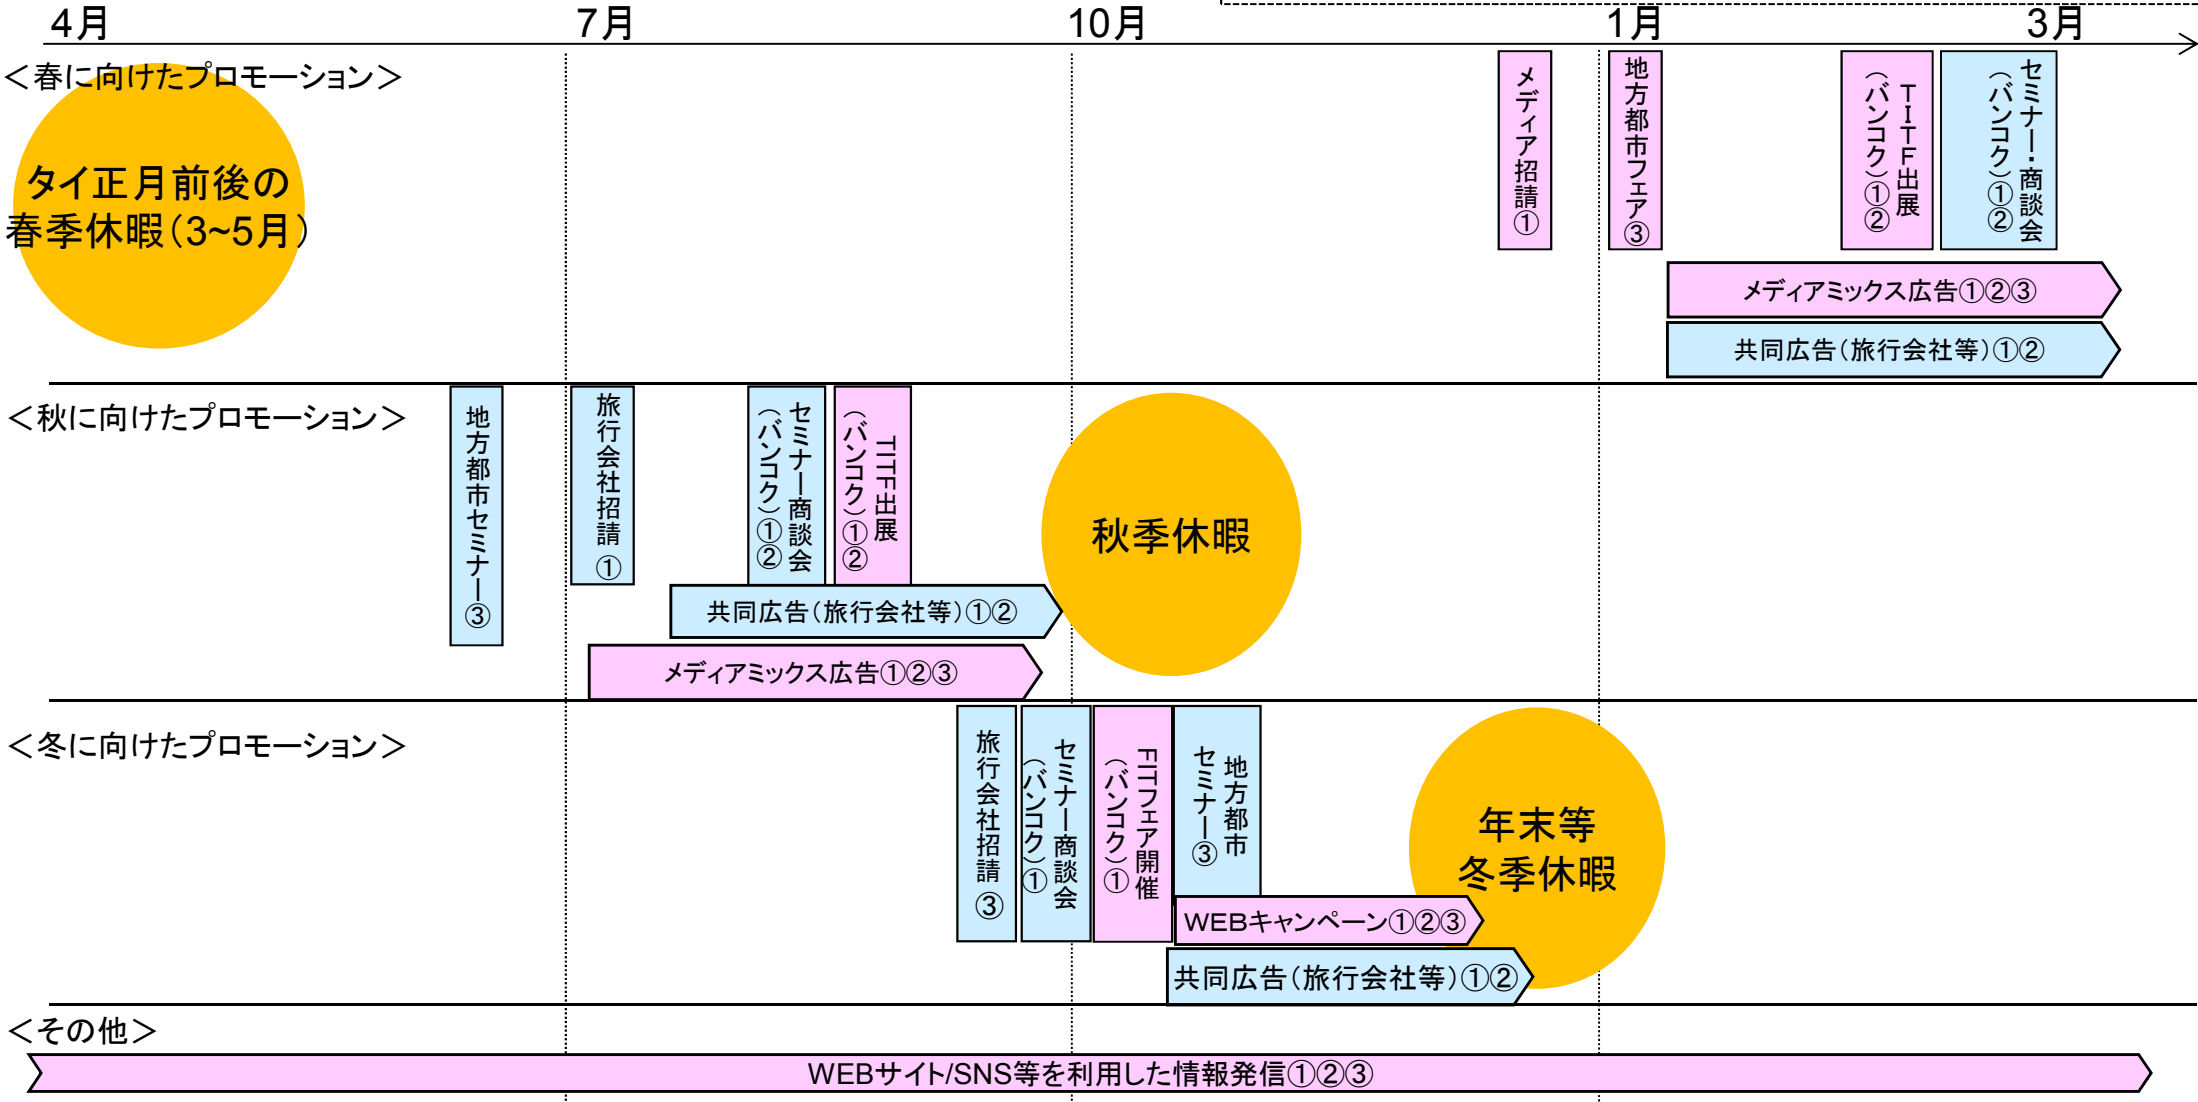 4月
7月
10月
1月
3月
＜春に向けたプロモーション＞
タイ正月前後の
春季休暇（3~5月）
メディア招請①
地方都市フェア③
TITF出展
（バンコク）①②
セミナー・商談会
（バンコク）①②
メディアミックス広告①②③
共同広告（旅行会社等）①②
＜秋に向けたプロモーション＞
地方都市セミナー③
旅行会社招請①
セミナー商談会
（バンコク）①②
TITF出展
（バンコク）①②
秋季休暇
共同広告（旅行会社等）①②
メディアミックス広告①②③
＜冬に向けたプロモーション＞
旅行会社招請③
セミナー商談会
（バンコク）①
FITフェア開催
（バンコク）①
地方都市
セミナー③
年末等
冬季休暇
WEBキャンペーン①②③
共同広告（旅行会社等）①②
＜その他＞
WEBサイト/SNS等を利用した情報発信①②③